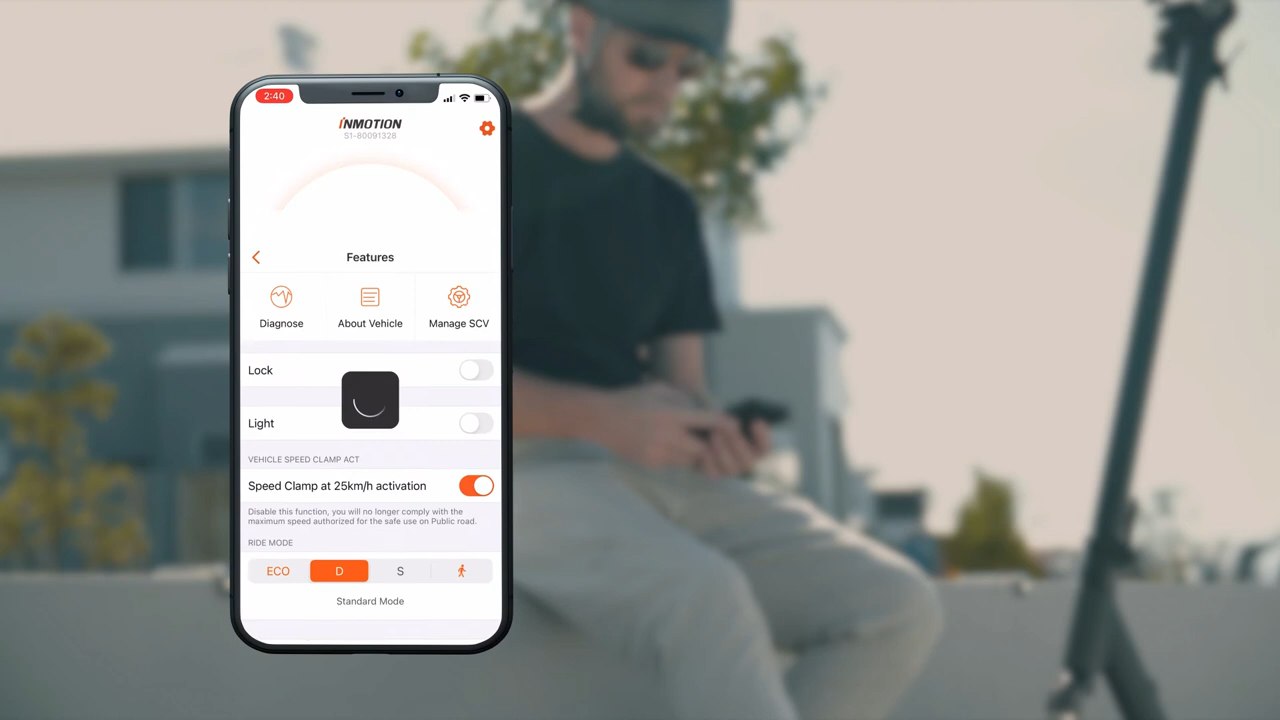 2:40
INMOTION
S1-80091328
Features
Diagnose
About Vehicle
Manage SCV
Lock
Light
VEHICLE SPEED CLAMP ACT
Speed Clamp at 25km/h activation
Disable this function, you will no longer comply with the
maximum speed authorized for the safe use on Public road.
RIDE MODE
ECO D S
Standard Mode